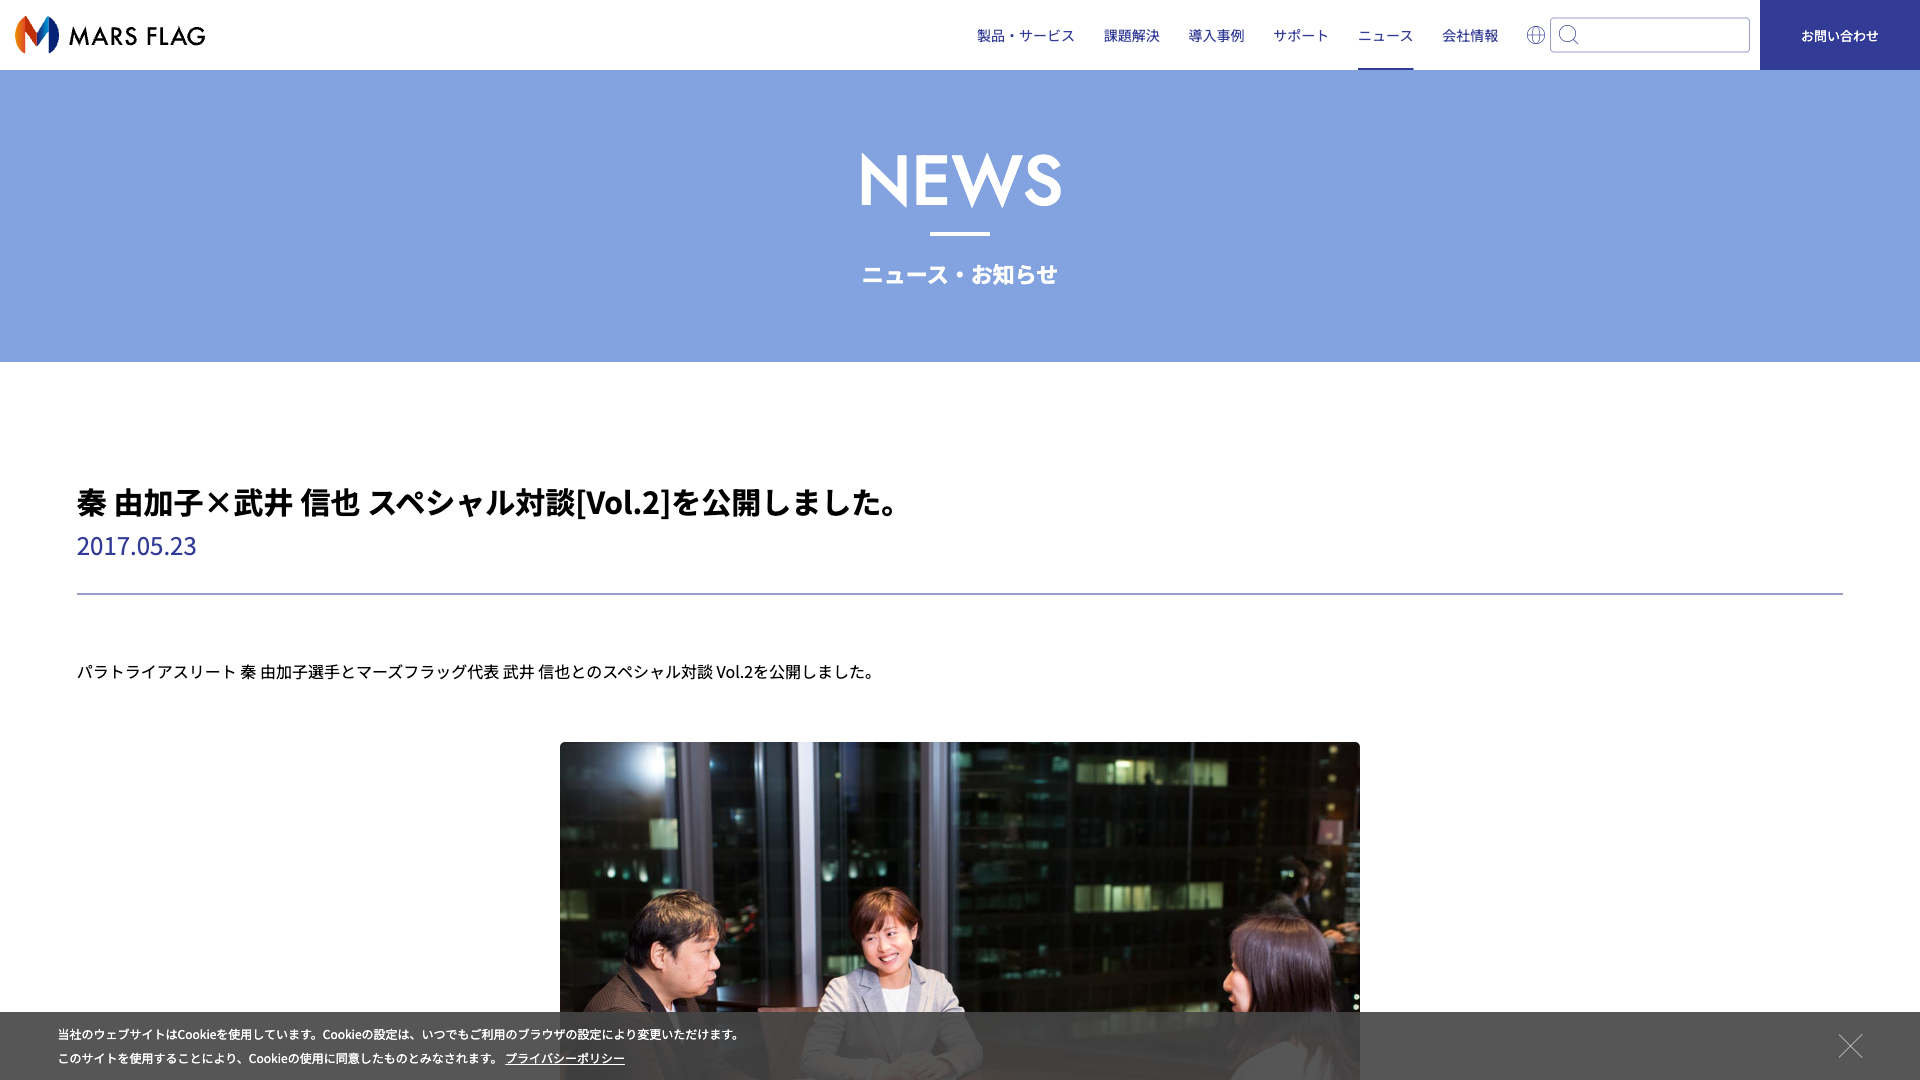 MARS FLAG
製品・サービス
課題解決
導入事例
サポート
ニュース
会社情報
お問い合わせ
NEWS
ニュース・お知らせ
秦 由加子×武井 信也 スペシャル対談[Vol.2]を公開しました。
2017.05.23
パラトライアスリート 秦 由加子選手とマーズフラッグ代表 武井 信也とのスペシャル対談 Vol.2を公開しました。
当社のウェブサイトはCookieを使用しています。Cookieの設定は、いつでもご利用のブラウザの設定により変更いただけます。
このサイトを使用することにより、Cookieの使用に同意したものとみなされます。 プライバシーポリシー